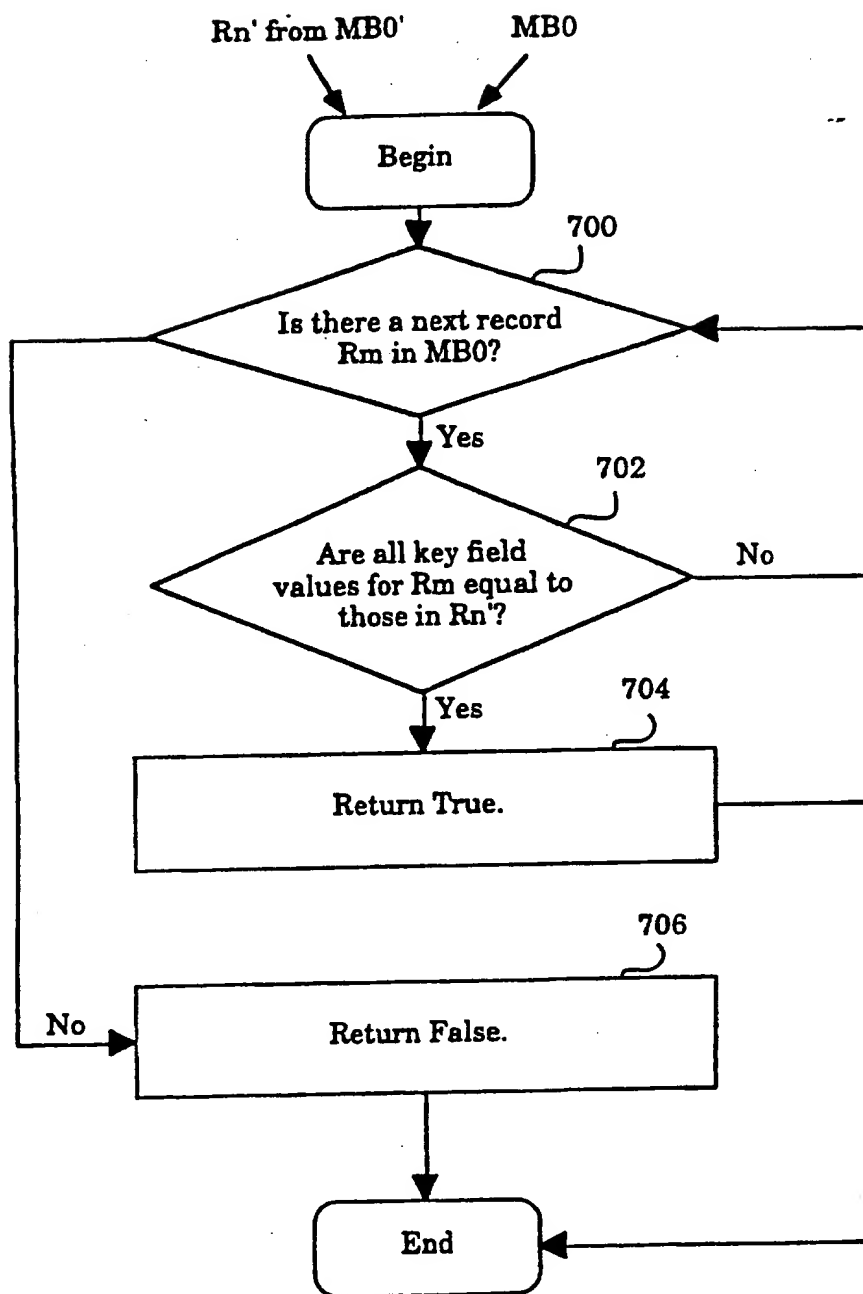 Rn' from MB0' MB0
Begin
700
Is there a next record
Rm in MB0?
Yes
702
Are all key field
values for Rm equal to
those in Rn'?
No
Yes
704
Return True.
706
No
Return False.
End